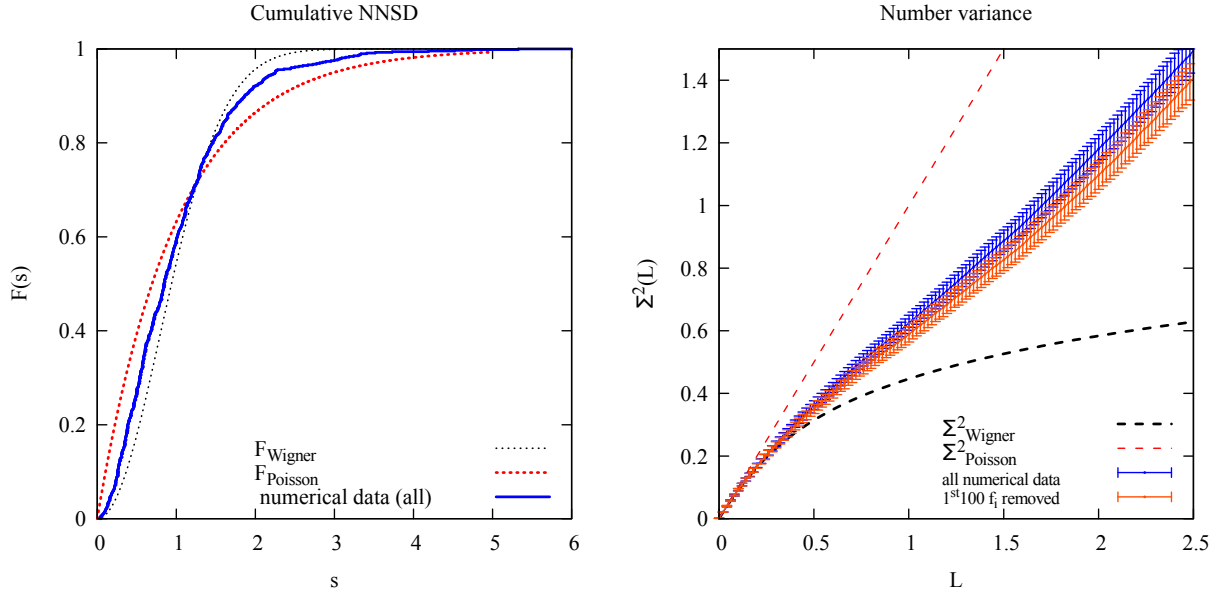 Cumulative NNSD
F(s)
1
0.8
0.6
0.4
0.2
0
F_Wigner
F_Poisson
numerical data (all)
0 1 2 3 4 5 6
s
Number variance
Σ²(L)
1.4
1.2
1
0.8
0.6
0.4
0.2
0
Σ²_Wigner
Σ²_Poisson
all numerical data
1ˢᵗ100 f_i removed
0 0.5 1 1.5 2 2.5
L